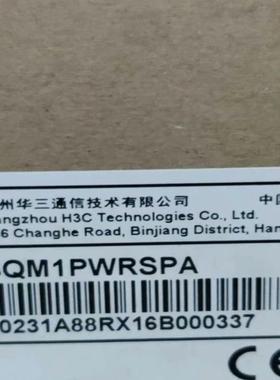 州华三通信技术有限公司 中国
angzhou H3C Technologies Co., Ltd.
6 Changhe Road, Binjiang District, Han
QM1PWRSPA
0231A88RX16B000337
CE